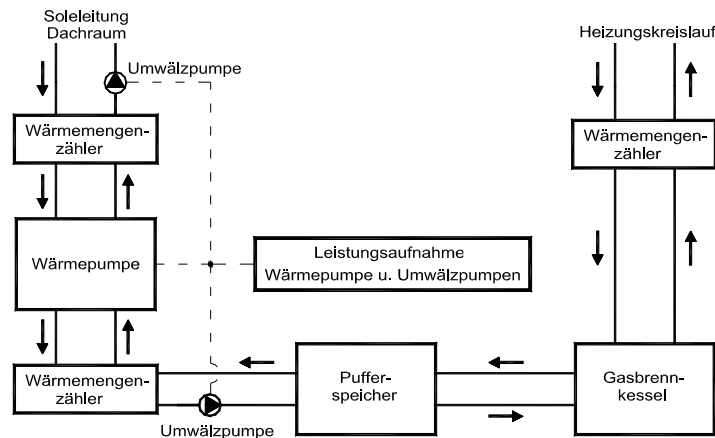 Soleleitung
Dachraum
Heizungskreislauf
Umwälzpumpe
Wärmemengen-
zähler
Wärmemengen-
zähler
Wärmepumpe
Leistungsaufnahme
Wärmepumpe u. Umwälzpumpen
Wärmemengen-
zähler
Puffer-
speicher
Gasbrenn-
kessel
Umwälzpumpe